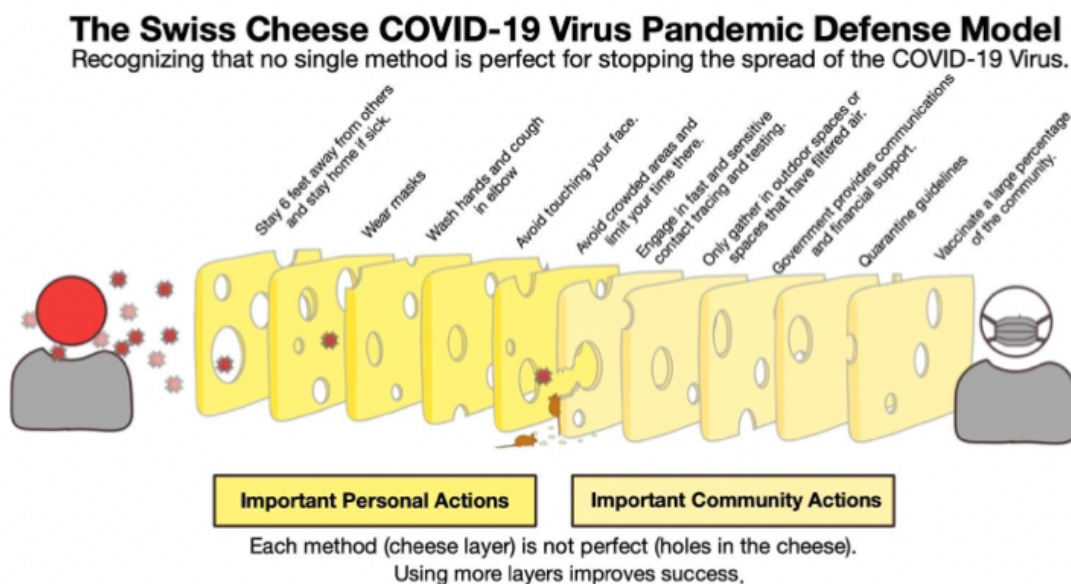 The Swiss Cheese COVID-19 Virus Pandemic Defense Model
Recognizing that no single method is perfect for stopping the spread of the COVID-19 Virus.
Stay 6 feet away from others
and stay home if sick.
Wear masks
Wash hands and cough
in elbow
Avoid touching your face.
Avoid crowded areas and
limit your time there.
Engage in fast and sensitive
contact tracing and testing.
Only gather in outdoor spaces or
spaces that have filtered air.
Government provides communications
and financial support.
Quarantine guidelines
Vaccinate a large percentage
of the community.
Important Personal Actions
Important Community Actions
Each method (cheese layer) is not perfect (holes in the cheese).
Using more layers improves success,